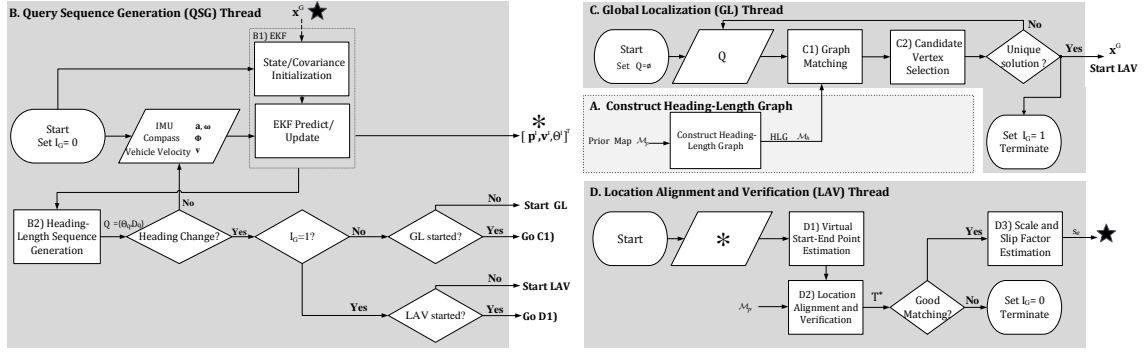 B. Query Sequence Generation (QSG) Thread
x^G ★
B1) EKF
State/Covariance
Initialization
EKF Predict/
Update
Start
Set I_G= 0
IMU a, ω
Compass Φ
Vehicle Velocity v
*
[ p^I,v^I,Θ^I]^T
No
B2) Heading-
Length Sequence
Generation
Q ={Θ_Q,D_Q}
Heading Change?
Yes
I_G=1?
No
GL started?
No
Start GL
Yes
Go C1)
Yes
LAV started?
No
Start LAV
Yes
Go D1)
C. Global Localization (GL) Thread
No
Start
Set Q=ø
Q
C1) Graph
Matching
C2) Candidate
Vertex
Selection
Unique
solution ?
Yes
x^G
Start LAV
Set I_G= 1
Terminate
A. Construct Heading-Length Graph
Prior Map ℳ_p
Construct Heading-
Length Graph
HLG ℳ_h
D. Location Alignment and Verification (LAV) Thread
Start
*
D1) Virtual
Start-End Point
Estimation
ℳ_p
D2) Location
Alignment and
Verification
T*
Good
Matching?
Yes
D3) Scale and
Slip Factor
Estimation
s_e ★
No
Set I_G= 0
Terminate